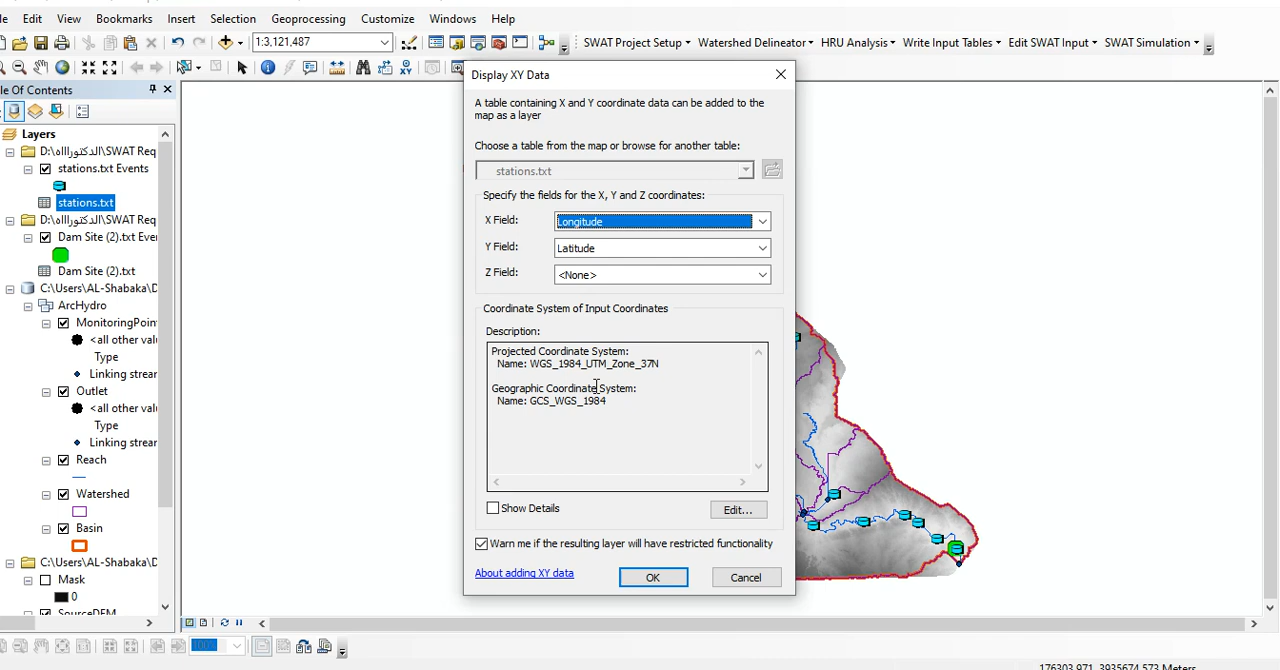 le Edit View Bookmarks Insert Selection Geoprocessing Customize Windows Help
1:3,121,487
SWAT Project Setup Watershed Delineator HRU Analysis Write Input Tables Edit SWAT Input SWAT Simulation
le Of Contents
Layers
D:\الدكتوراااه\SWAT Req
stations.txt Events
stations.txt
D:\الدكتوراااه\SWAT Req
Dam Site (2).txt Eve
Dam Site (2).txt
C:\Users\AL-Shabaka\D
ArcHydro
MonitoringPoin
<all other valu
Type
Linking stream
Outlet
<all other valu
Type
Linking stream
Reach
Watershed
Basin
C:\Users\AL-Shabaka\D
Mask
0
SourceDEM
Display XY Data
A table containing X and Y coordinate data can be added to the
map as a layer
Choose a table from the map or browse for another table:
stations.txt
Specify the fields for the X, Y and Z coordinates:
X Field: Longitude
Y Field: Latitude
Z Field: <None>
Coordinate System of Input Coordinates
Description:
Projected Coordinate System:
Name: WGS_1984_UTM_Zone_37N
Geographic Coordinate System:
Name: GCS_WGS_1984
Show Details
Edit...
Warn me if the resulting layer will have restricted functionality
About adding XY data
OK
Cancel
100%
176303.971 3935674.573 Meters